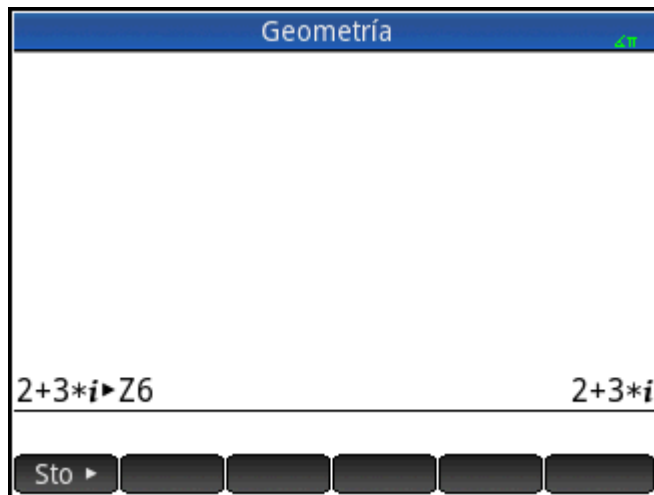 Geometría
∡π
2+3*i▶Z6
2+3*i
Sto ▶